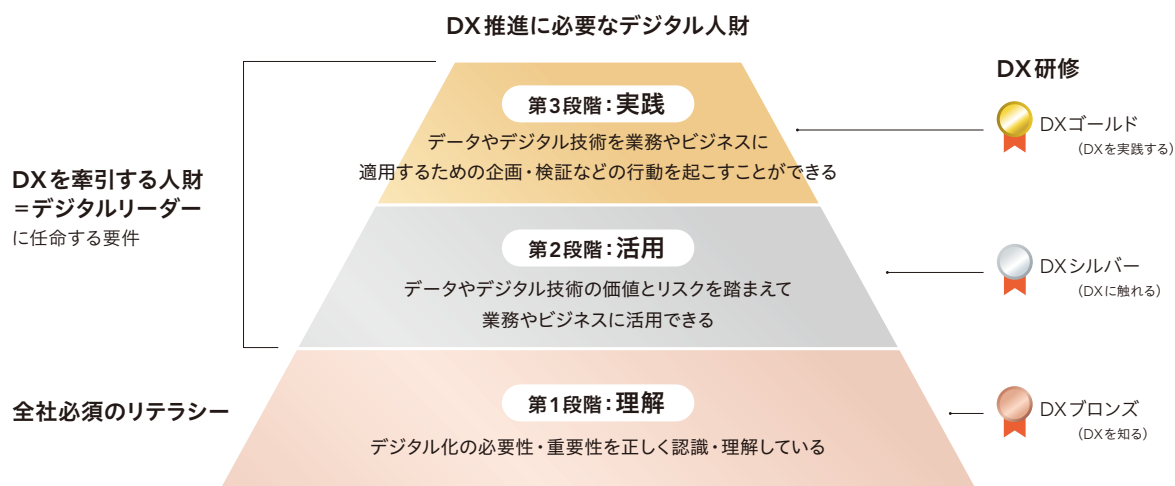 DX推進に必要なデジタル人財
DXを牽引する人財
=デジタルリーダー
に任命する要件
全社必須のリテラシー
第3段階:実践
データやデジタル技術を業務やビジネスに
適用するための企画・検証などの行動を起こすことができる
第2段階:活用
データやデジタル技術の価値とリスクを踏まえて
業務やビジネスに活用できる
第1段階:理解
デジタル化の必要性・重要性を正しく認識・理解している
DX研修
DXゴールド
(DXを実践する)
DXシルバー
(DXに触れる)
DXブロンズ
(DXを知る)